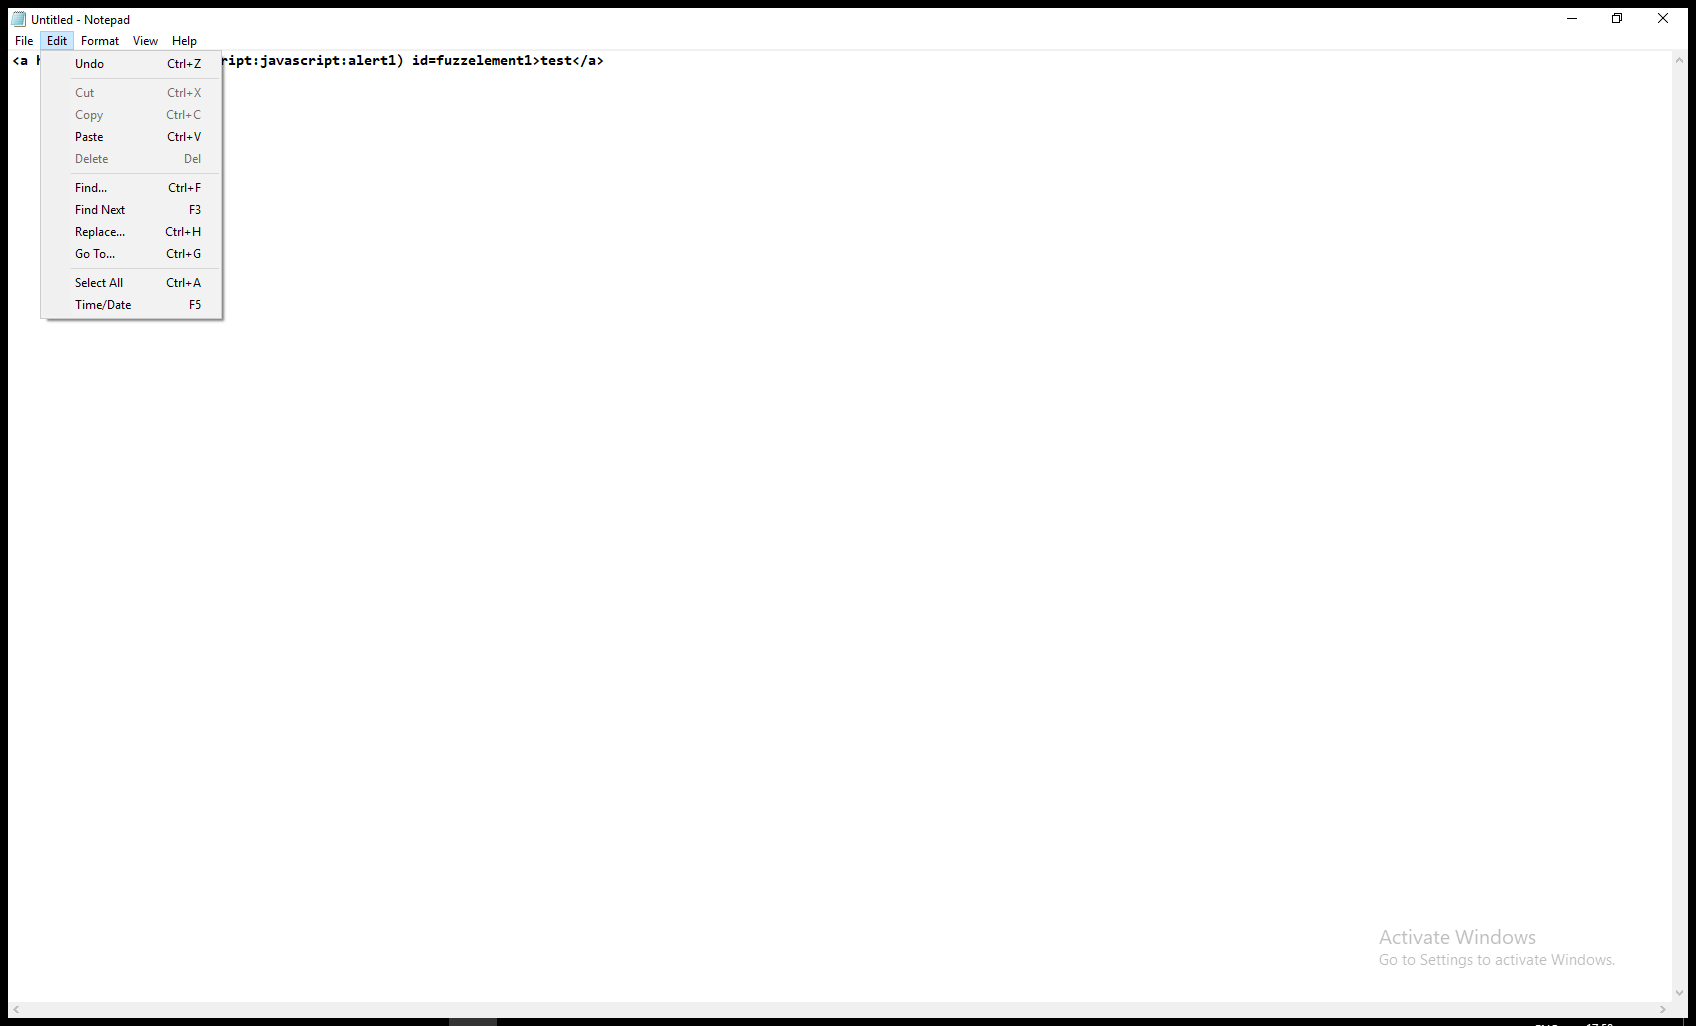 Untitled - Notepad
File Edit Format View Help
<a ript:javascript:alert1) id=fuzzelement1>test</a>
Undo Ctrl+Z
Cut Ctrl+X
Copy Ctrl+C
Paste Ctrl+V
Delete Del
Find... Ctrl+F
Find Next F3
Replace... Ctrl+H
Go To... Ctrl+G
Select All Ctrl+A
Time/Date F5
Activate Windows
Go to Settings to activate Windows.